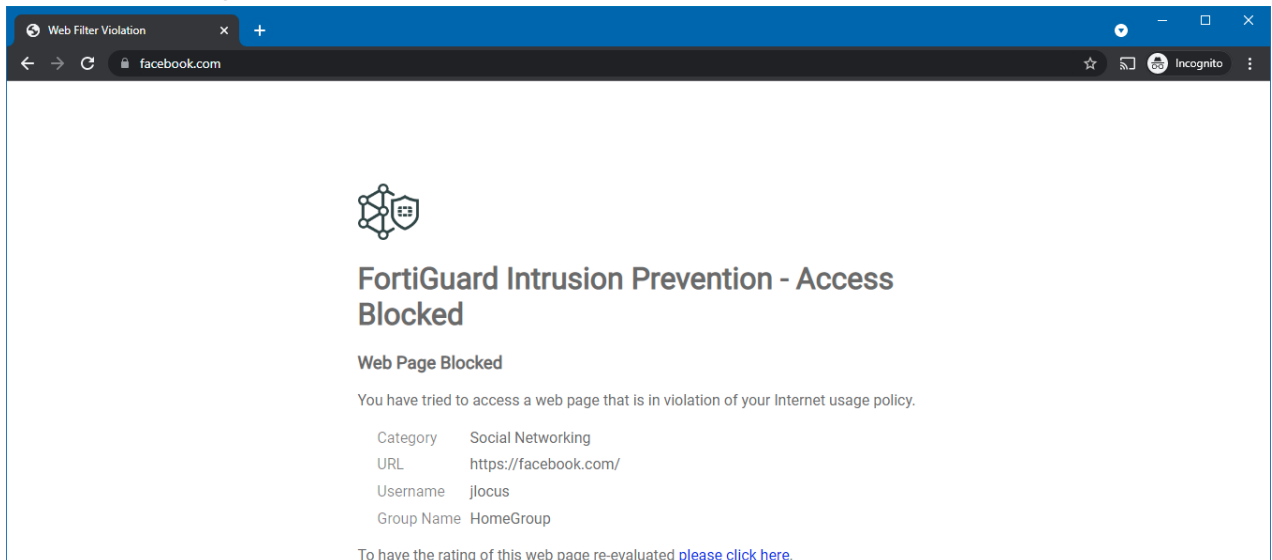 Web Filter Violation
facebook.com
Incognito
FortiGuard Intrusion Prevention - Access
Blocked
Web Page Blocked
You have tried to access a web page that is in violation of your Internet usage policy.
Category Social Networking
URL https://facebook.com/
Username jlocus
Group Name HomeGroup
To have the rating of this web page re-evaluated please click here.